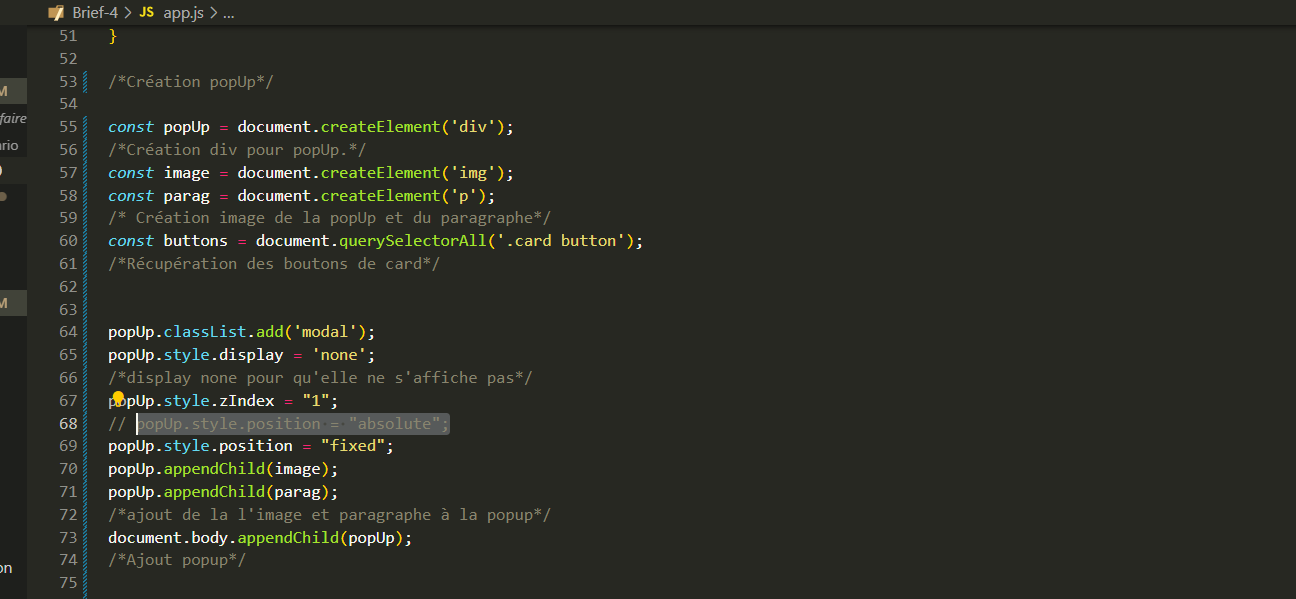 Brief-4 > JS app.js > ...
51 }
52
53 /*Création popUp*/
54
55 const popUp = document.createElement('div');
56 /*Création div pour popUp.*/
57 const image = document.createElement('img');
58 const parag = document.createElement('p');
59 /* Création image de la popUp et du paragraphe*/
60 const buttons = document.querySelectorAll('.card button');
61 /*Récupération des boutons de card*/
62
63
64 popUp.classList.add('modal');
65 popUp.style.display = 'none';
66 /*display none pour qu'elle ne s'affiche pas*/
67 popUp.style.zIndex = "1";
68 // popUp.style.position = "absolute";
69 popUp.style.position = "fixed";
70 popUp.appendChild(image);
71 popUp.appendChild(parag);
72 /*ajout de la l'image et paragraphe à la popup*/
73 document.body.appendChild(popUp);
74 /*Ajout popup*/
75
M
faire
rio
M
on